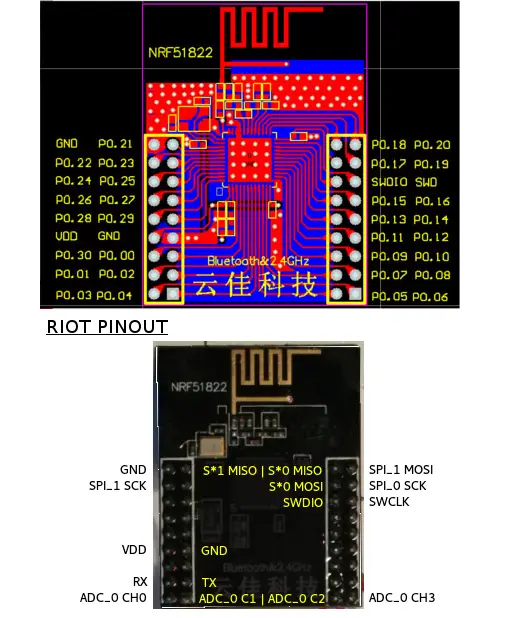 NRF51822
GND P0.21 P0.18 P0.20
P0.22 P0.23 P0.17 P0.19
P0.24 P0.25 SWDIO SWD
P0.26 P0.27 P0.15 P0.16
P0.28 P0.29 P0.13 P0.14
VDD GND P0.11 P0.12
P0.30 P0.00 P0.09 P0.10
Bluetooth&2.4GHz
P0.01 P0.02 P0.07 P0.08
云佳科技
P0.03 P0.04 P0.05 P0.06
RIOT PINOUT
NRF51822
GND S*1 MISO | S*0 MISO SPI_1 MOSI
SPI_1 SCK S*0 MOSI SPI_0 SCK
SWDIO SWCLK
VDD GND
Bluetooth&2.4GHz
RX TX
云佳科技
ADC_0 CH0 ADC_0 C1 | ADC_0 C2 ADC_0 CH3